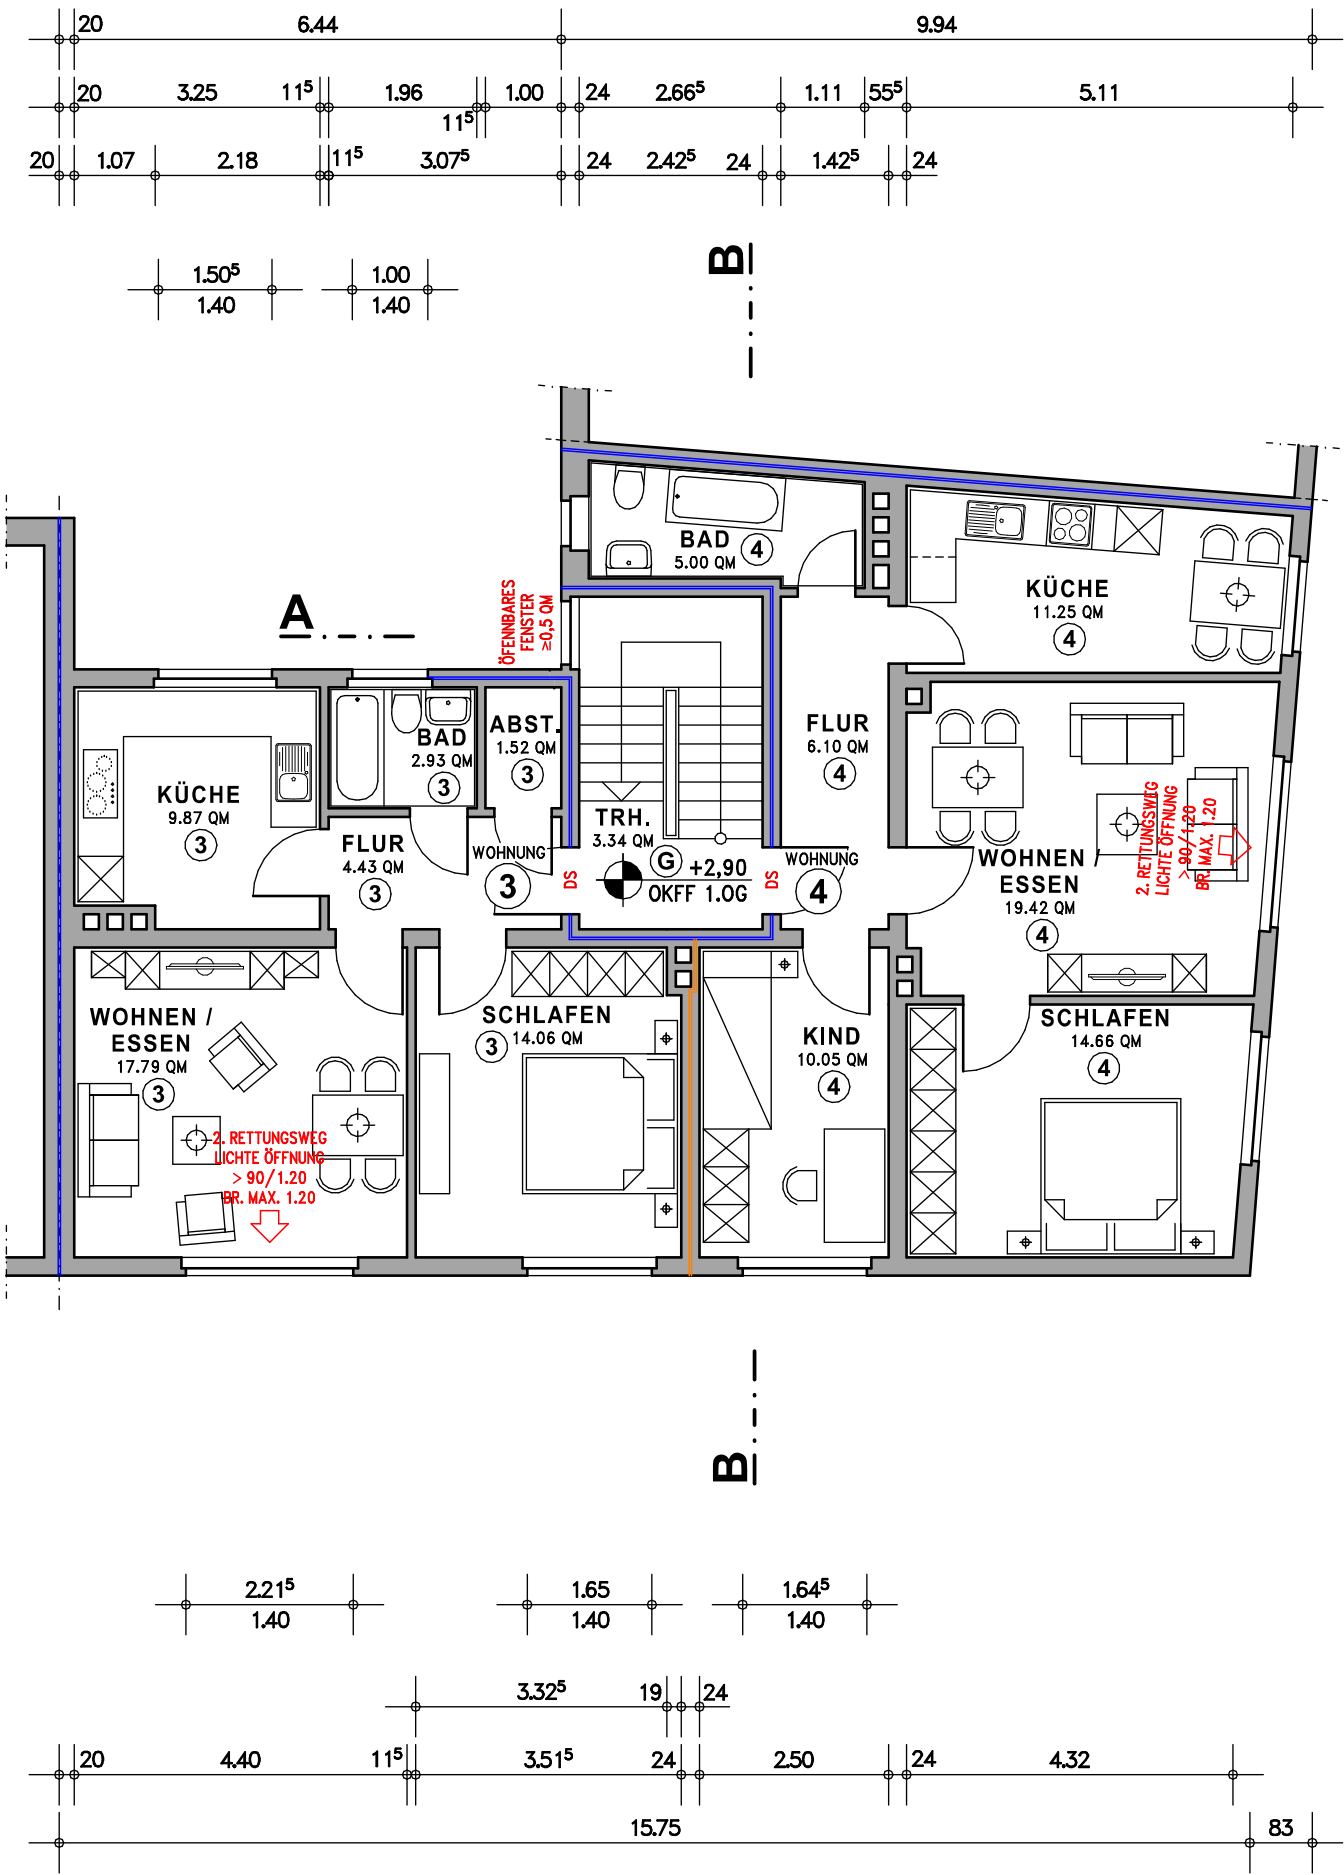 20 6.44 9.94
20 3.25 11⁵ 1.96 11⁵ 1.00 24 2.66⁵ 1.11 55⁵ 5.11
20 1.07 2.18 11⁵ 3.07⁵ 24 2.42⁵ 24 1.42⁵ 24
1.50⁵
1.40
1.00
1.40
B
A
ÖFENNBARES
FENSTER
≥0,5 QM
BAD
5.00 QM
4
KÜCHE
11.25 QM
4
KÜCHE
9.87 QM
3
BAD
2.93 QM
3
ABST.
1.52 QM
3
FLUR
4.43 QM
3
WOHNUNG
3
DS
TRH.
3.34 QM
G
+2,90
OKFF 1.OG
DS
FLUR
6.10 QM
4
WOHNUNG
4
WOHNEN /
ESSEN
19.42 QM
4
2. RETTUNGSWEG
LICHTE ÖFFNUNG
> 90/1.20
BR. MAX. 1.20
WOHNEN /
ESSEN
17.79 QM
3
2. RETTUNGSWEG
LICHTE ÖFFNUNG
> 90/1.20
BR. MAX. 1.20
SCHLAFEN
14.06 QM
3
KIND
10.05 QM
4
SCHLAFEN
14.66 QM
4
B
2.21⁵
1.40
1.65
1.40
1.64⁵
1.40
3.32⁵ 19 24
20 4.40 11⁵ 3.51⁵ 24 2.50 24 4.32
15.75 83